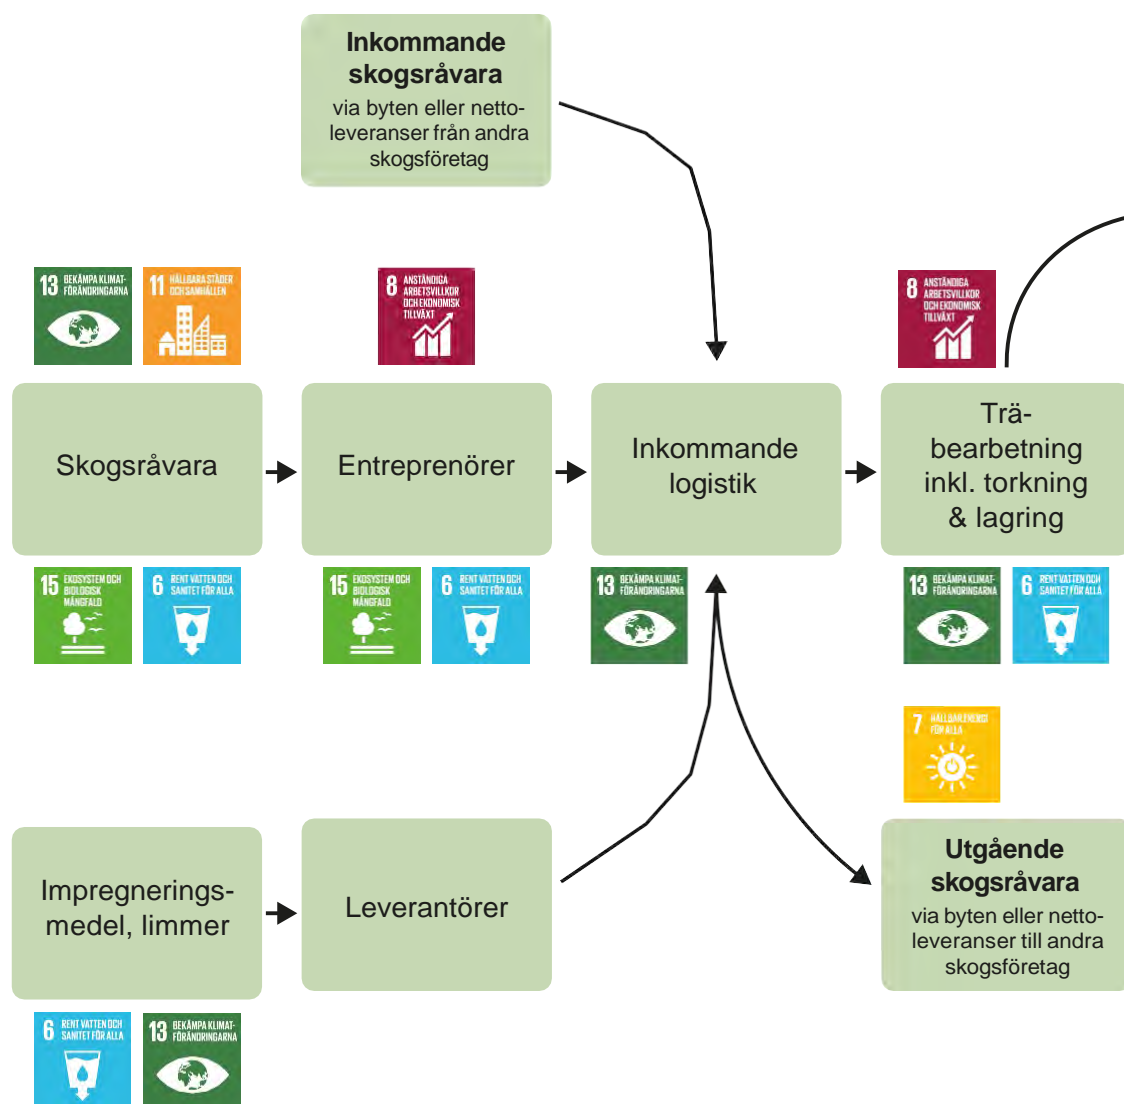 Inkommande
skogsråvara
via byten eller netto-
leveranser från andra
skogsföretag
13 BEKÄMPA KLIMAT-
FÖRÄNDRINGARNA
11 HÅLLBARA STÄDER
OCH SAMHÄLLEN
8 ANSTÄNDIGA
ARBETSVILLKOR
OCH EKONOMISK
TILLVÄXT
8 ANSTÄNDIGA
ARBETSVILLKOR
OCH EKONOMISK
TILLVÄXT
Skogsråvara
Entreprenörer
Inkommande
logistik
Trä-
bearbetning
inkl. torkning
& lagring
15 EKOSYSTEM OCH
BIOLOGISK
MÅNGFALD
6 RENT VATTEN OCH
SANITET FÖR ALLA
15 EKOSYSTEM OCH
BIOLOGISK
MÅNGFALD
6 RENT VATTEN OCH
SANITET FÖR ALLA
13 BEKÄMPA KLIMAT-
FÖRÄNDRINGARNA
13 BEKÄMPA KLIMAT-
FÖRÄNDRINGARNA
6 RENT VATTEN OCH
SANITET FÖR ALLA
7 HÅLLBAR ENERGI
FÖR ALLA
Impregnerings-
medel, limmer
Leverantörer
Utgående
skogsråvara
via byten eller netto-
leveranser till andra
skogsföretag
6 RENT VATTEN OCH
SANITET FÖR ALLA
13 BEKÄMPA KLIMAT-
FÖRÄNDRINGARNA